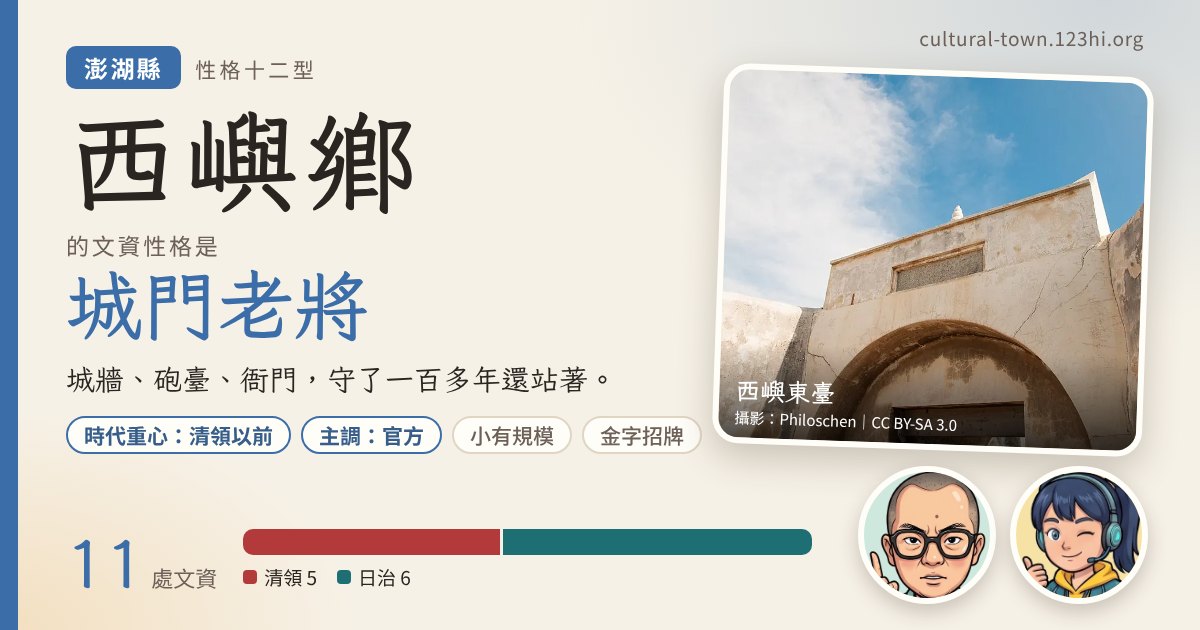 cultural-town.123hi.org
澎湖縣 性格十二型
西嶼鄉
的文資性格是
城門老將
城牆、砲臺、衙門，守了一百多年還站著。
時代重心：清領以前 主調：官方 小有規模 金字招牌
西嶼東臺
攝影：Philoschen｜CC BY-SA 3.0
11 處文資
清領 5 日治 6